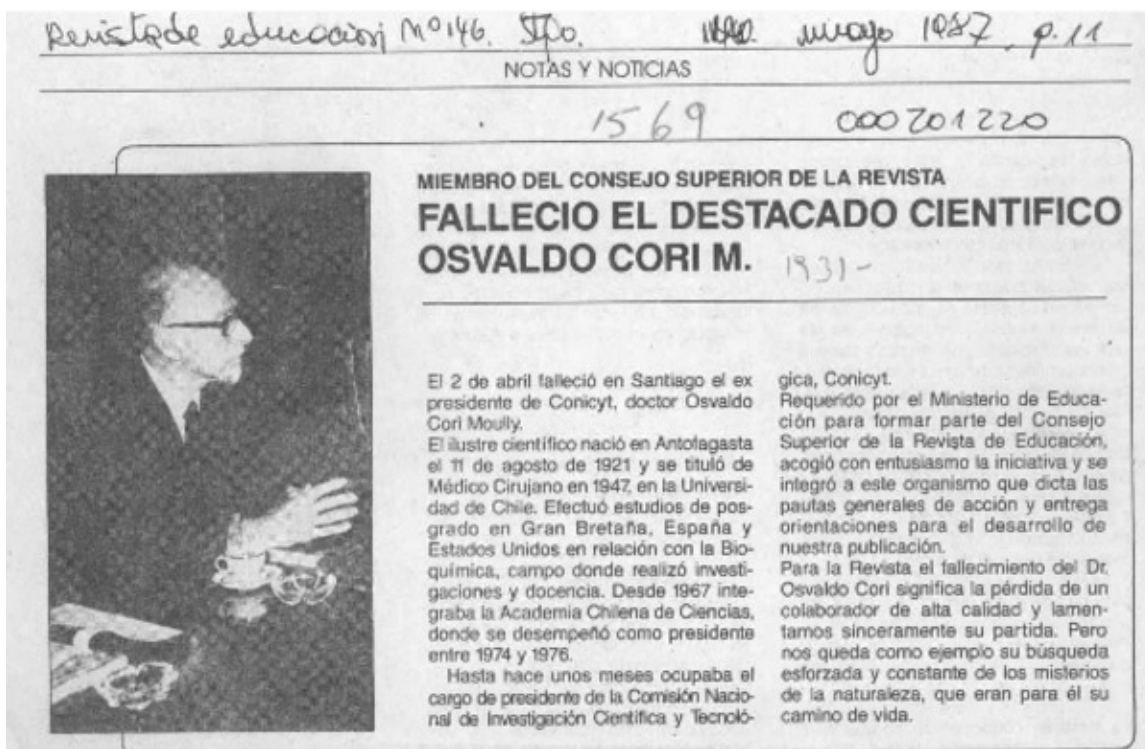 Revista de educación Nº 146. Stgo. mayo 1987, p. 11
NOTAS Y NOTICIAS
1569 000201220
MIEMBRO DEL CONSEJO SUPERIOR DE LA REVISTA
FALLECIO EL DESTACADO CIENTIFICO
OSVALDO CORI M. 1931-
El 2 de abril falleció en Santiago el ex
presidente de Conicyt, doctor Osvaldo
Cori Moully.
El ilustre científico nació en Antofagasta
el 11 de agosto de 1921 y se tituló de
Médico Cirujano en 1947, en la Universi-
dad de Chile. Efectuó estudios de pos-
grado en Gran Bretaña, España y
Estados Unidos en relación con la Bio-
química, campo donde realizó investi-
gaciones y docencia. Desde 1967 inte-
graba la Academia Chilena de Ciencias,
donde se desempeñó como presidente
entre 1974 y 1976.
Hasta hace unos meses ocupaba el
cargo de presidente de la Comisión Nacio-
nal de Investigación Científica y Tecnoló-
gica, Conicyt.
Requerido por el Ministerio de Educa-
ción para formar parte del Consejo
Superior de la Revista de Educación,
acogió con entusiasmo la iniciativa y se
integró a este organismo que dicta las
pautas generales de acción y entrega
orientaciones para el desarrollo de
nuestra publicación.
Para la Revista el fallecimiento del Dr.
Osvaldo Cori significa la pérdida de un
colaborador de alta calidad y lamen-
tamos sinceramente su partida. Pero
nos queda como ejemplo su búsqueda
esforzada y constante de los misterios
de la naturaleza, que eran para él su
camino de vida.